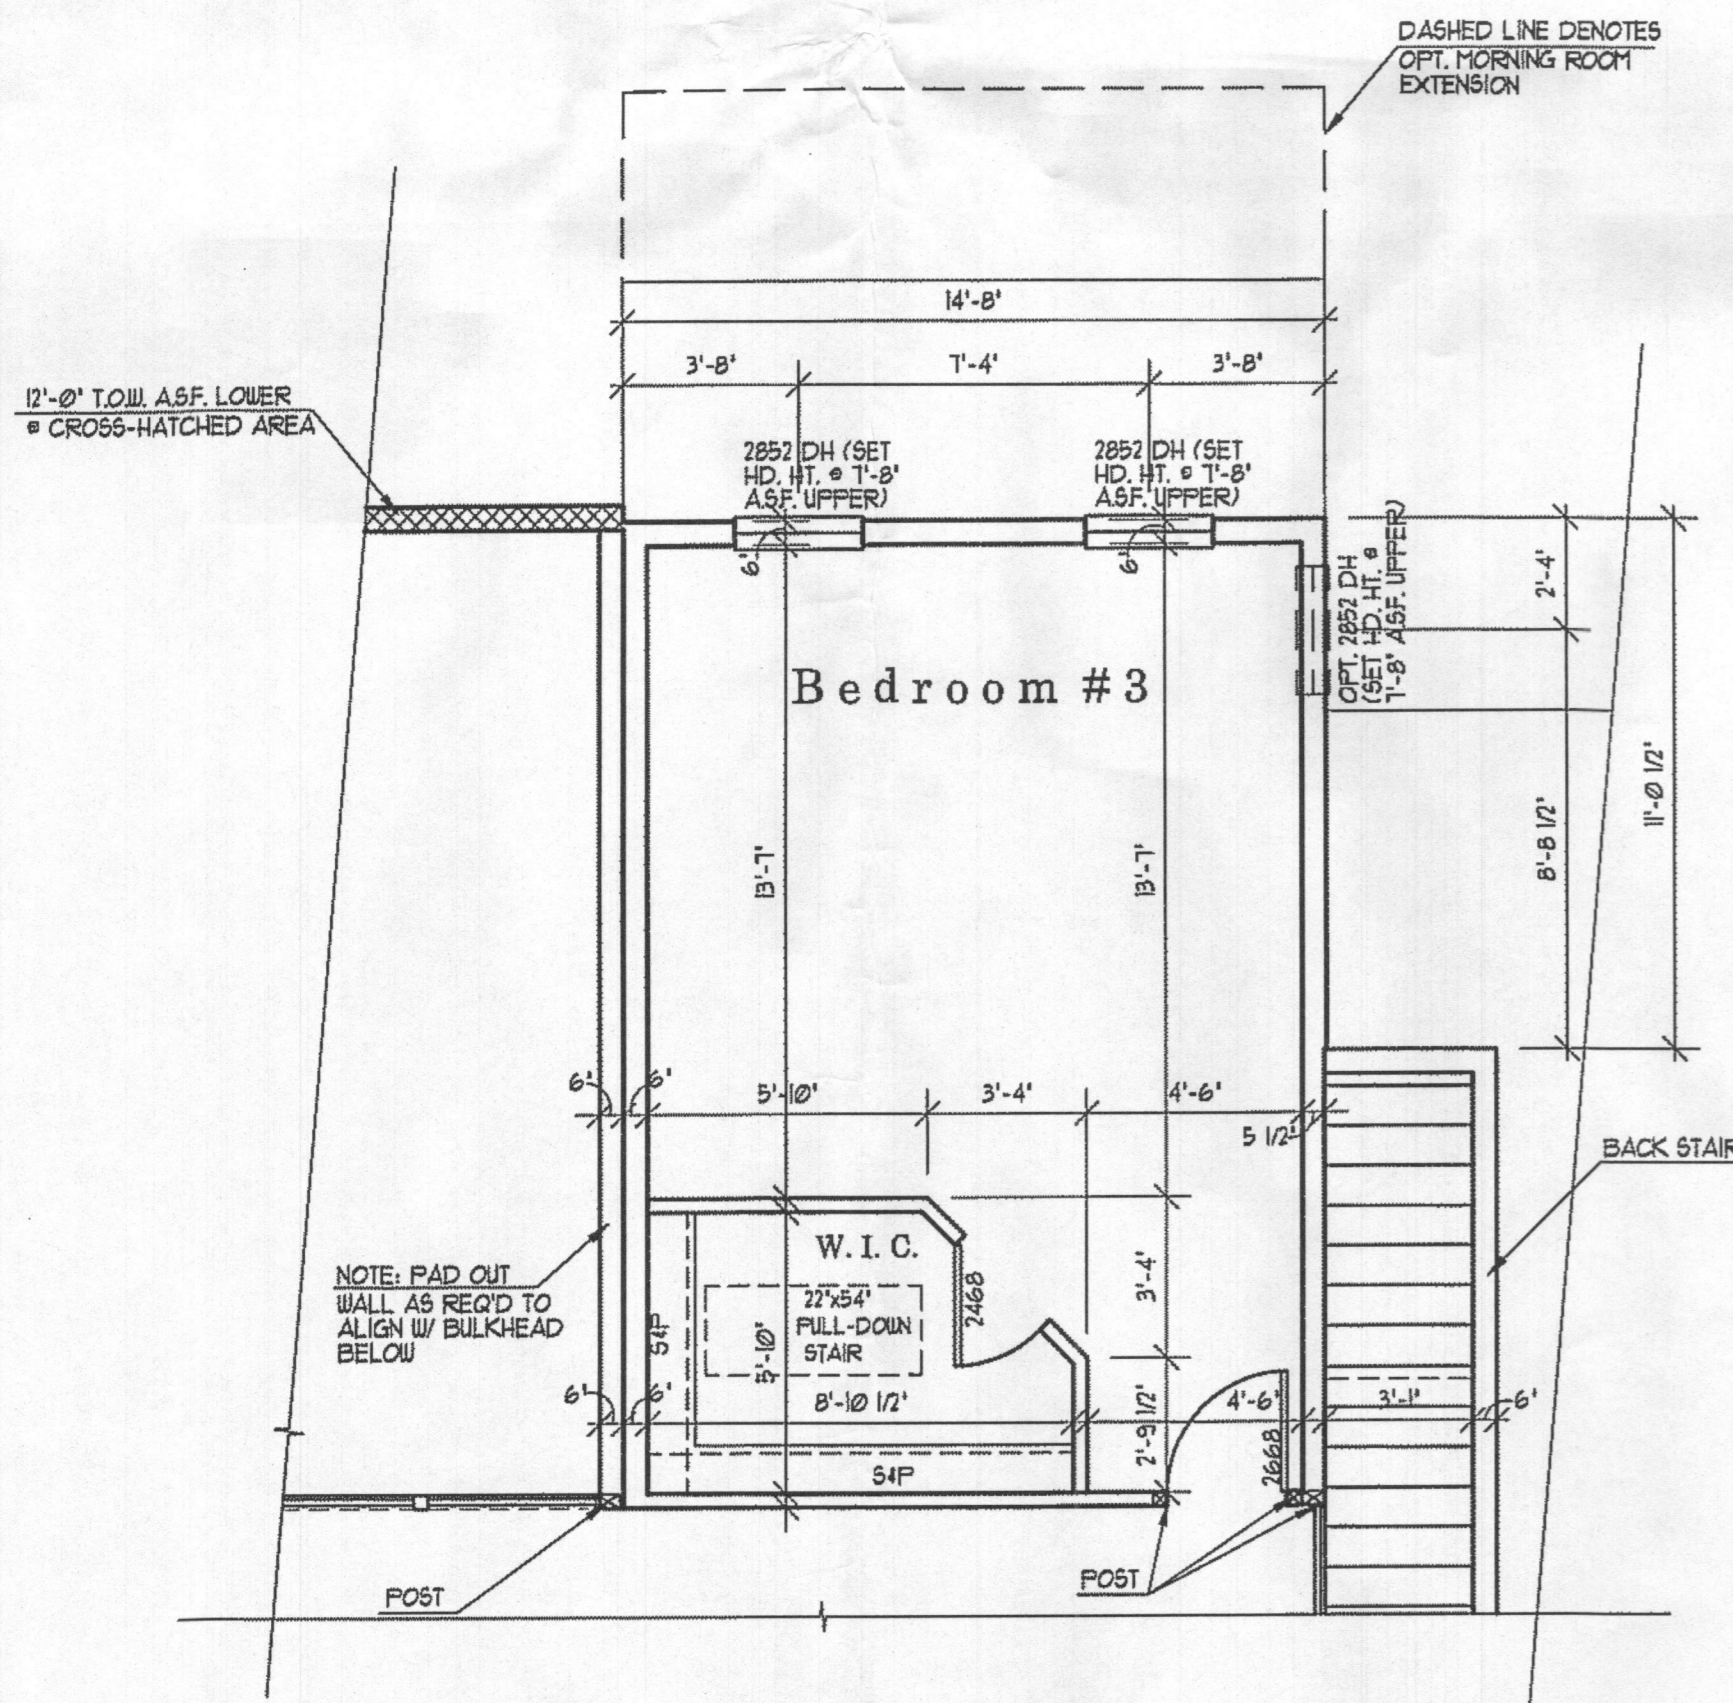 DASHED LINE DENOTES
OPT. MORNING ROOM
EXTENSION
14'-8"
3'-8"
7'-4"
3'-8"
12'-0" T.O.W. A.S.F. LOWER
@ CROSS-HATCHED AREA
2852 DH (SET
HD. HT. @ 7'-8"
A.S.F. UPPER)
2852 DH (SET
HD. HT. @ 7'-8"
A.S.F. UPPER)
6"
6"
OPT. 2852 DH
(SET HD. HT. @
7'-8" A.S.F. UPPER)
2'-4"
Bedroom #3
11'-0 1/2"
8'-8 1/2"
13'-7"
13'-7"
6"
6"
5'-10"
3'-4"
4'-6"
5 1/2"
BACK STAIR
W. I. C.
NOTE: PAD OUT
WALL AS REQ'D TO
ALIGN W/ BULKHEAD
BELOW
22"x54"
PULL-DOWN
STAIR
2468
3'-4"
S&P
5'-10"
6"
6"
8'-10 1/2"
2'-9 1/2"
4'-6"
3'-1"
6"
2668
S&P
POST
POST